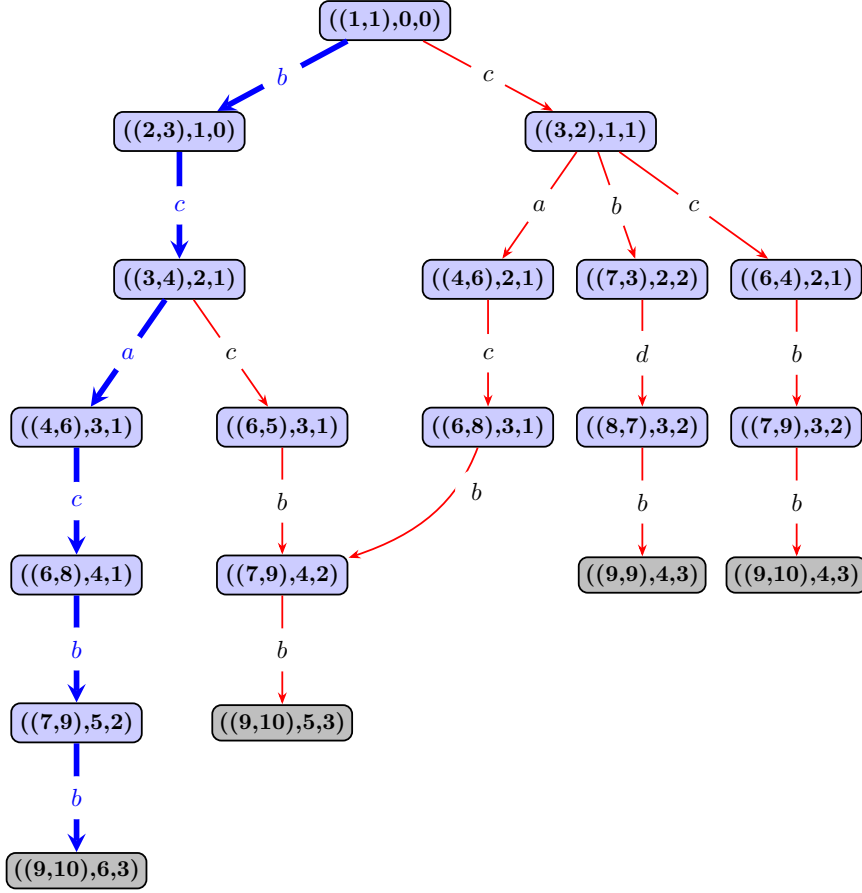 ((1,1),0,0)
b c
((2,3),1,0) ((3,2),1,1)
c a b c
((3,4),2,1) ((4,6),2,1) ((7,3),2,2) ((6,4),2,1)
a c c d b
((4,6),3,1) ((6,5),3,1) ((6,8),3,1) ((8,7),3,2) ((7,9),3,2)
c b b b b
((6,8),4,1) ((7,9),4,2) ((9,9),4,3) ((9,10),4,3)
b b
((7,9),5,2) ((9,10),5,3)
b
((9,10),6,3)